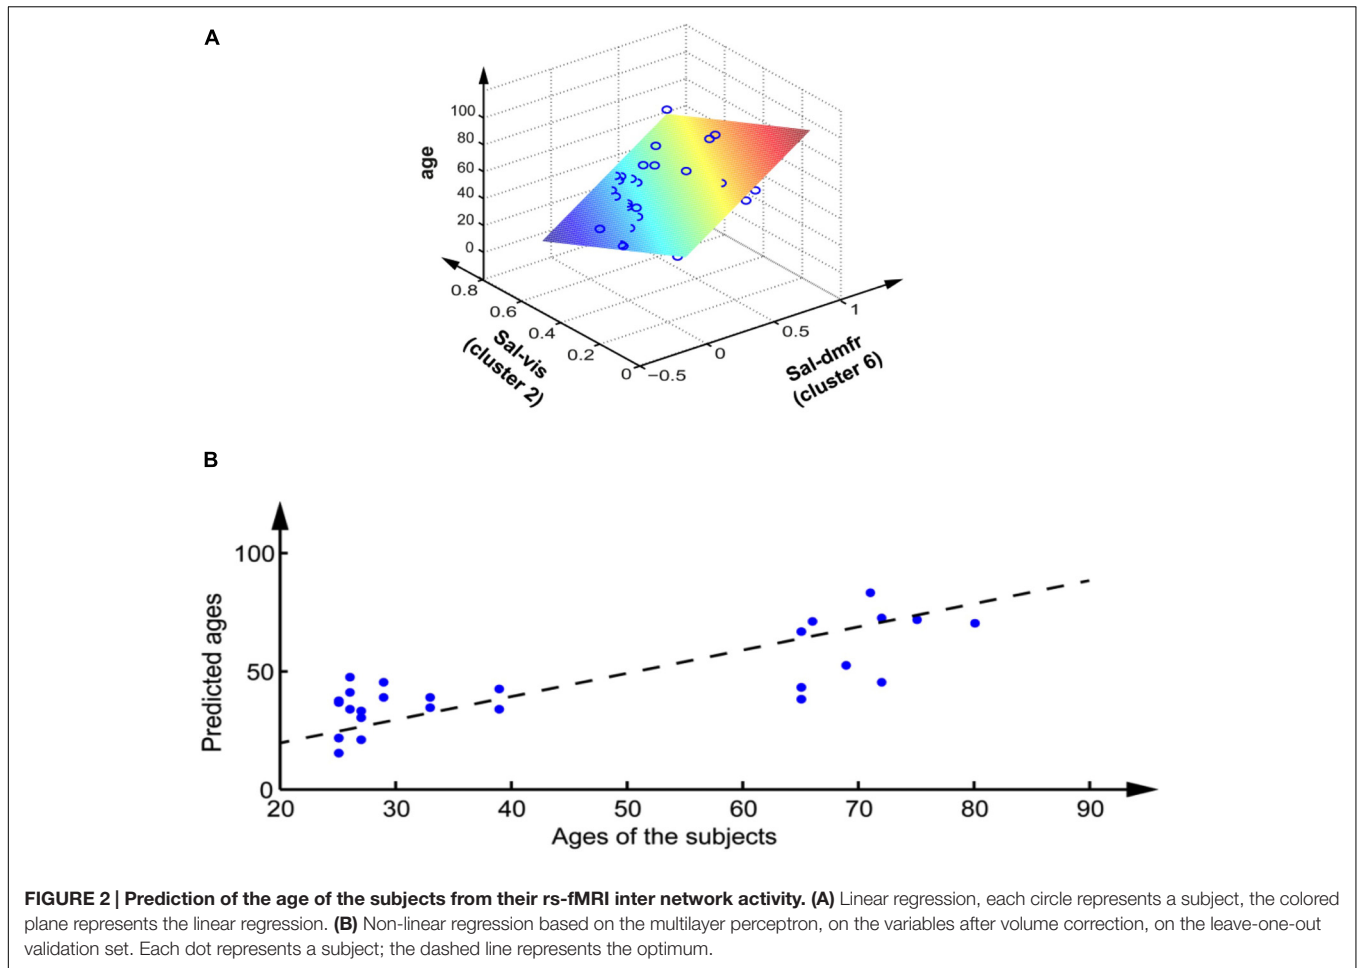 A
100
80
60
40
20
0
age
0.8
0.6
0.4
0.2
0
Sal-vis
(cluster 2)
−0.5
0
0.5
1
Sal-dmfr
(cluster 6)
B
100
50
0
Predicted ages
20 30 40 50 60 70 80 90
Ages of the subjects
FIGURE 2 | Prediction of the age of the subjects from their rs-fMRI inter network activity. (A) Linear regression, each circle represents a subject, the colored
plane represents the linear regression. (B) Non-linear regression based on the multilayer perceptron, on the variables after volume correction, on the leave-one-out
validation set. Each dot represents a subject; the dashed line represents the optimum.